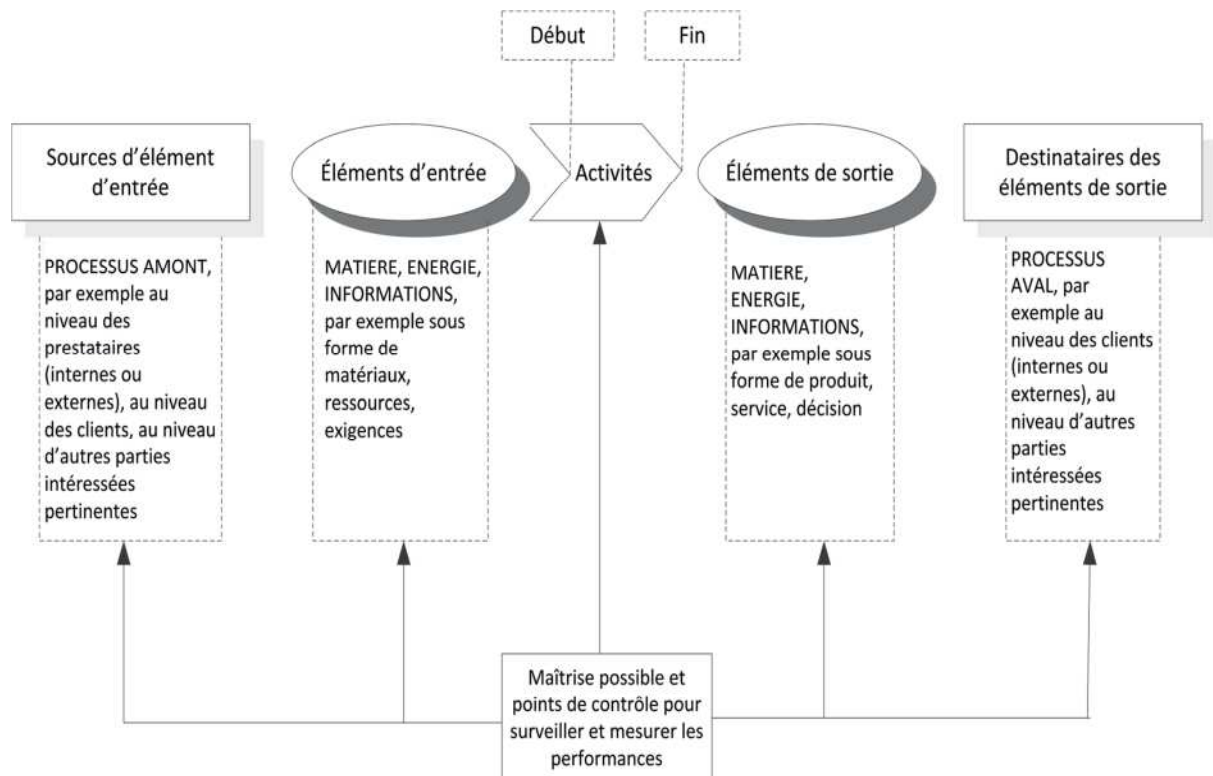 Début
Fin
Sources d'élément
d'entrée
Éléments d'entrée
Activités
Éléments de sortie
Destinataires des
éléments de sortie
PROCESSUS AMONT,
par exemple au
niveau des
prestataires
(internes ou
externes), au niveau
des clients, au niveau
d'autres parties
intéressées
pertinentes
MATIERE, ENERGIE,
INFORMATIONS,
par exemple sous
forme de
matériaux,
ressources,
exigences
MATIERE,
ENERGIE,
INFORMATIONS,
par exemple sous
forme de produit,
service, décision
PROCESSUS
AVAL, par
exemple au
niveau des clients
(internes ou
externes), au
niveau d'autres
parties
intéressées
pertinentes
Maîtrise possible et
points de contrôle pour
surveiller et mesurer les
performances